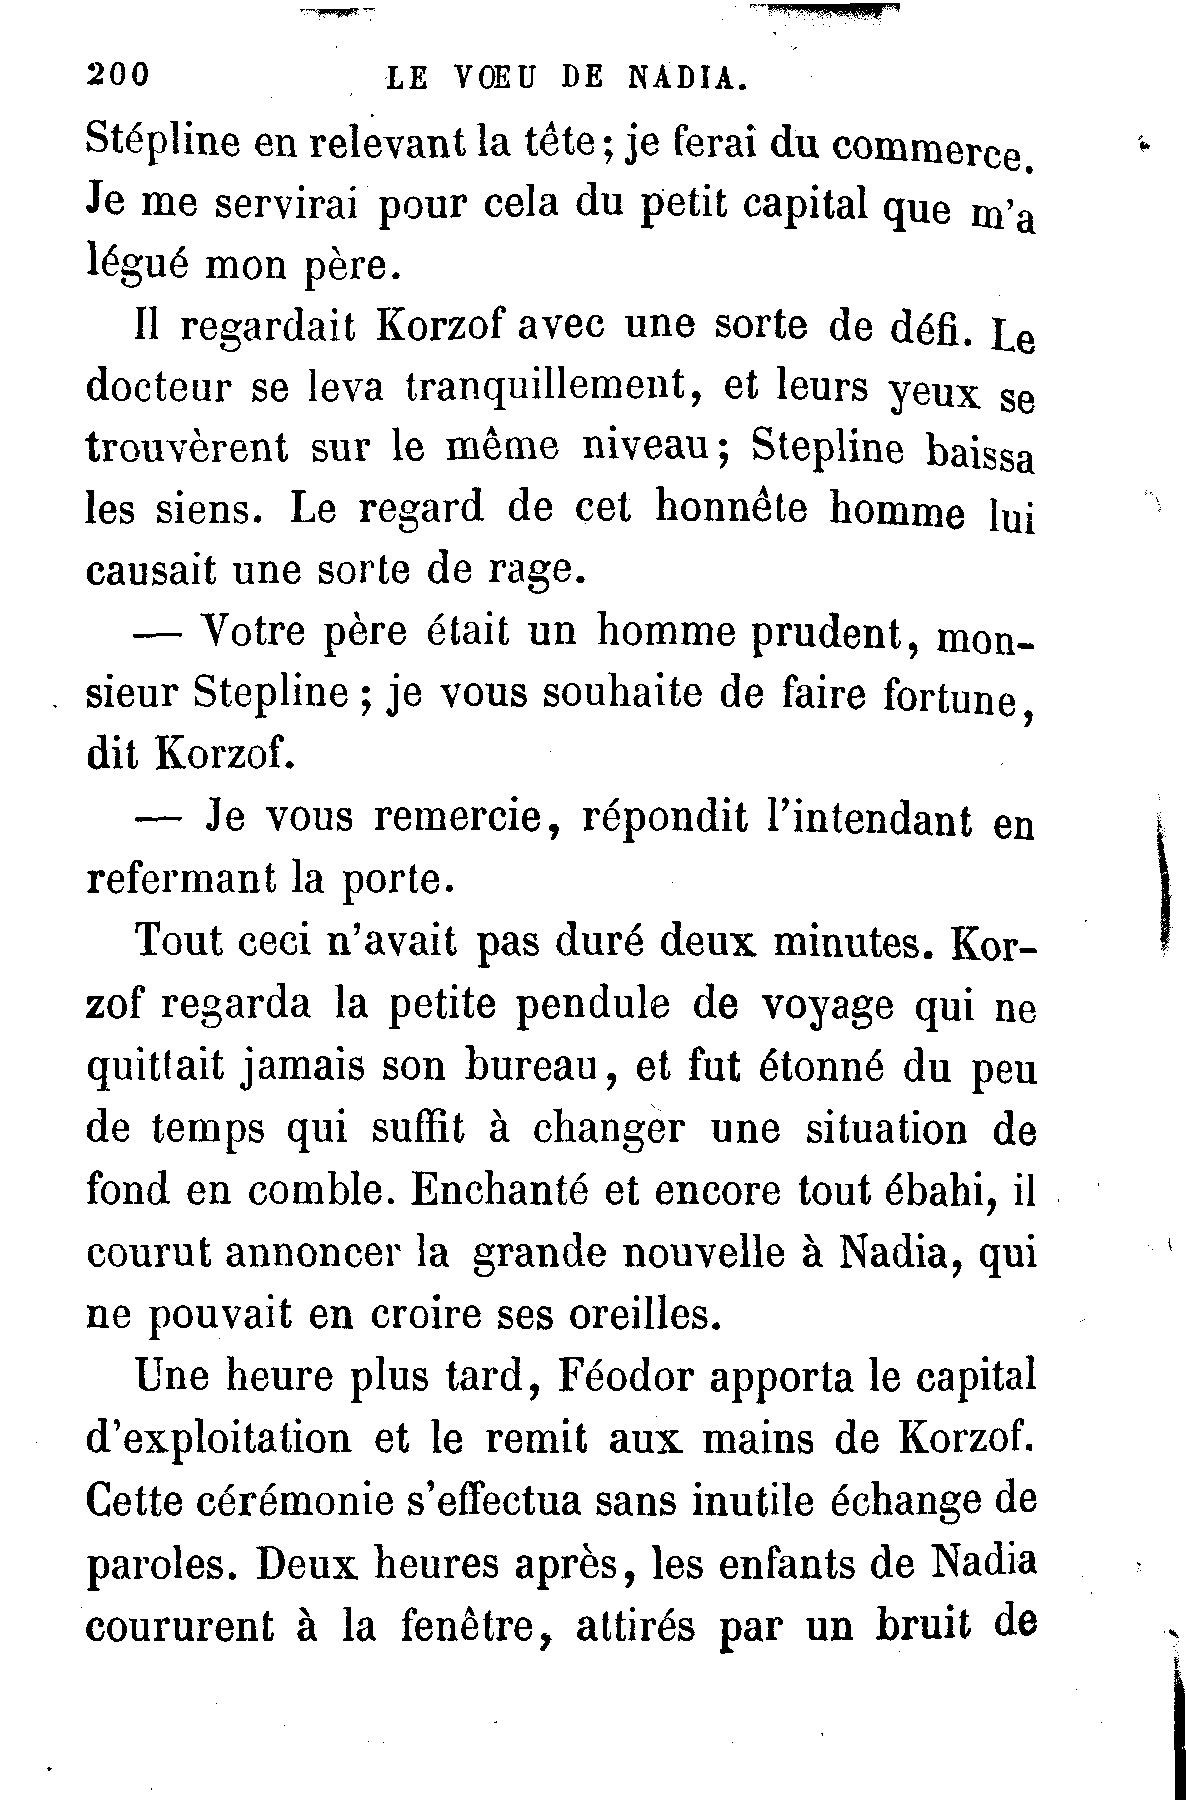 200 LE VŒU DE NADIA.
Stépline en relevant la tête; je ferai du commerce.
Je me servirai pour cela du petit capital que m'a
légué mon père.
Il regardait Korzof avec une sorte de défi. Le
docteur se leva tranquillement, et leurs yeux se
trouvèrent sur le même niveau; Stepline baissa
les siens. Le regard de cet honnête homme lui
causait une sorte de rage.
— Votre père était un homme prudent, mon-
sieur Stepline; je vous souhaite de faire fortune,
dit Korzof.
— Je vous remercie, répondit l'intendant en
refermant la porte.
Tout ceci n'avait pas duré deux minutes. Kor-
zof regarda la petite pendule de voyage qui ne
quittait jamais son bureau, et fut étonné du peu
de temps qui suffit à changer une situation de
fond en comble. Enchanté et encore tout ébahi, il
courut annoncer la grande nouvelle à Nadia, qui
ne pouvait en croire ses oreilles.
Une heure plus tard, Féodor apporta le capital
d'exploitation et le remit aux mains de Korzof.
Cette cérémonie s'effectua sans inutile échange de
paroles. Deux heures après, les enfants de Nadia
coururent à la fenêtre, attirés par un bruit de